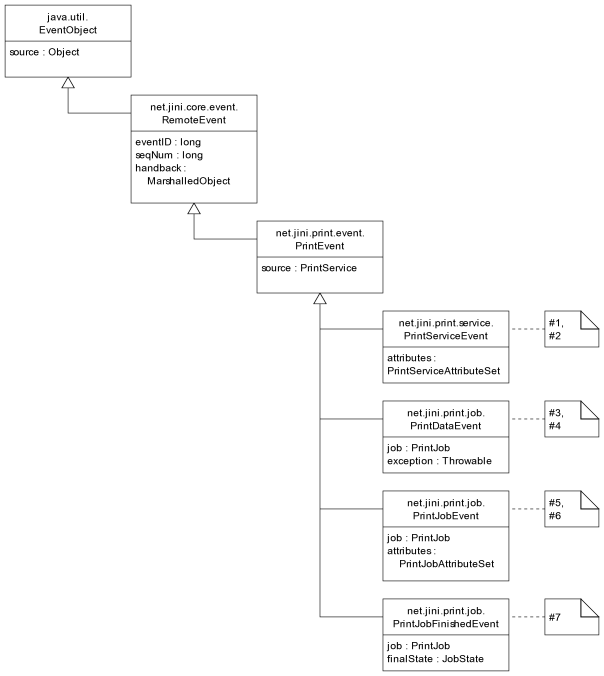 java.util.
EventObject
source : Object
net.jini.core.event.
RemoteEvent
eventID : long
seqNum : long
handback :
MarshalledObject
net.jini.print.event.
PrintEvent
source : PrintService
net.jini.print.service.
PrintServiceEvent
attributes :
PrintServiceAttributeSet
#1,
#2
net.jini.print.job.
PrintDataEvent
job : PrintJob
exception : Throwable
#3,
#4
net.jini.print.job.
PrintJobEvent
job : PrintJob
attributes :
PrintJobAttributeSet
#5,
#6
net.jini.print.job.
PrintJobFinishedEvent
job : PrintJob
finalState : JobState
#7